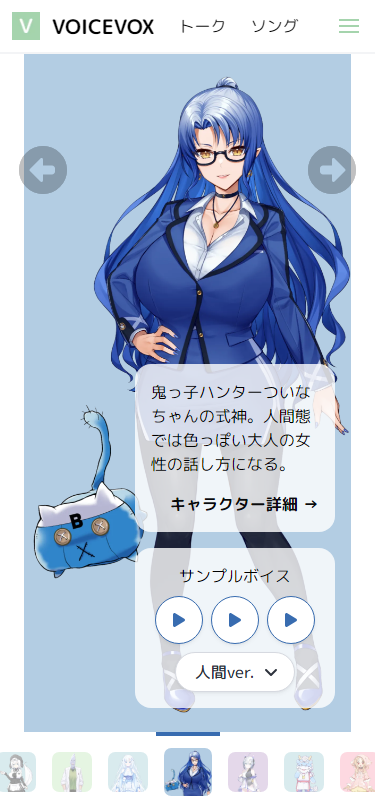 V VOICEVOX トーク ソング
鬼っ子ハンターついな
ちゃんの式神。人間態
では色っぽい大人の女
性の話し方になる。
キャラクター詳細 →
B
サンプルボイス
人間ver.